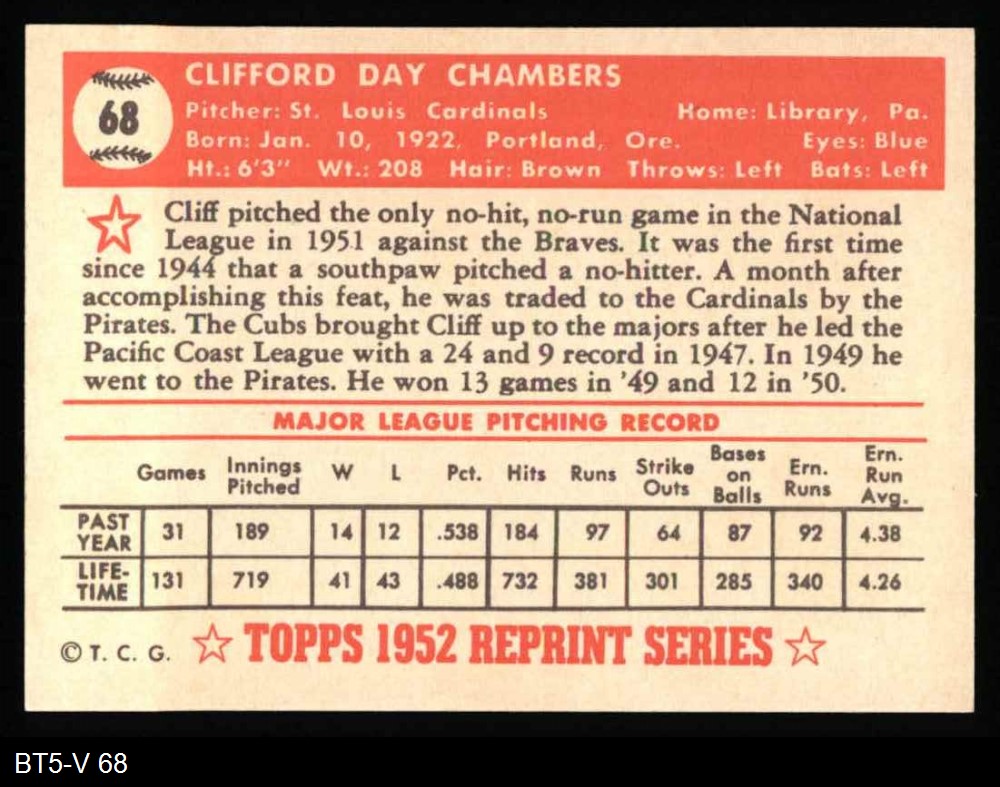 68
CLIFFORD DAY CHAMBERS
Pitcher: St. Louis Cardinals Home: Library, Pa.
Born: Jan. 10, 1922, Portland, Ore. Eyes: Blue
Ht.: 6'3" Wt.: 208 Hair: Brown Throws: Left Bats: Left
Cliff pitched the only no-hit, no-run game in the National
League in 1951 against the Braves. It was the first time
since 1944 that a southpaw pitched a no-hitter. A month after
accomplishing this feat, he was traded to the Cardinals by the
Pirates. The Cubs brought Cliff up to the majors after he led the
Pacific Coast League with a 24 and 9 record in 1947. In 1949 he
went to the Pirates. He won 13 games in '49 and 12 in '50.
MAJOR LEAGUE PITCHING RECORD
Games Innings Pitched W L Pct. Hits Runs Strike Outs Bases on Balls Ern. Runs Ern. Run Avg.
PAST YEAR 31 189 14 12 .538 184 97 64 87 92 4.38
LIFE-TIME 131 719 41 43 .488 732 381 301 285 340 4.26
© T. C. G. ☆ TOPPS 1952 REPRINT SERIES ☆
BT5-V 68